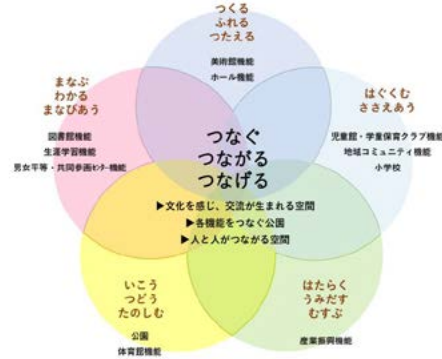 つくる
ふれる
つたえる
美術館機能
ホール機能
まなぶ
わかる
まなびあう
図書館機能
生涯学習機能
男女平等・共同参画ｾﾝﾀｰ機能
はぐくむ
ささえあう
児童館・学童保育クラブ機能
地域コミュニティ機能
小学校
つなぐ
つながる
つなげる
▶文化を感じ、交流が生まれる空間
▶各機能をつなぐ公園
▶人と人がつながる空間
いこう
つどう
たのしむ
公園
体育館機能
はたらく
うみだす
むすぶ
産業振興機能